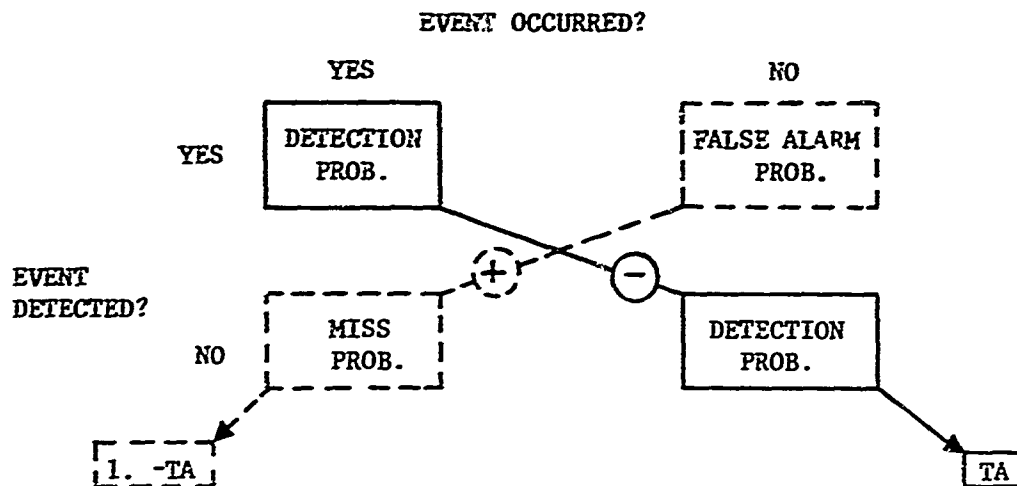 EVENT OCCURRED?
YES
NO
YES
DETECTION
PROB.
FALSE ALARM
PROB.
+
-
EVENT
DETECTED?
NO
MISS
PROB.
DETECTION
PROB.
1. -TA
TA